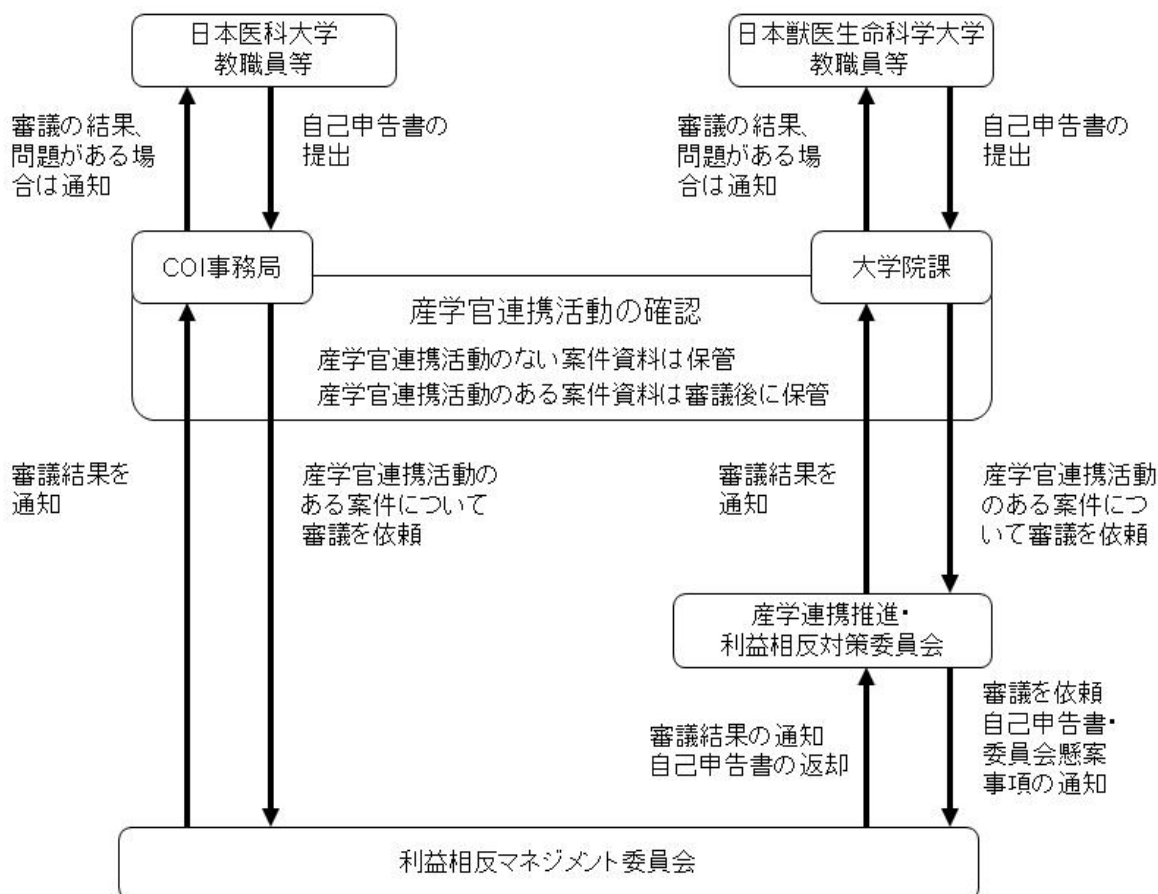 日本医科大学
教職員等
日本獣医生命科学大学
教職員等
審議の結果、
問題がある場
合は通知
自己申告書の
提出
審議の結果、
問題がある場
合は通知
自己申告書の
提出
COI事務局
大学院課
産学官連携活動の確認
産学官連携活動のない案件資料は保管
産学官連携活動のある案件資料は審議後に保管
審議結果を
通知
産学官連携活動の
ある案件について
審議を依頼
審議結果を
通知
産学官連携活動
のある案件につ
いて審議を依頼
産学連携推進・
利益相反対策委員会
審議結果の通知
自己申告書の返却
審議を依頼
自己申告書・
委員会懸案
事項の通知
利益相反マネジメント委員会